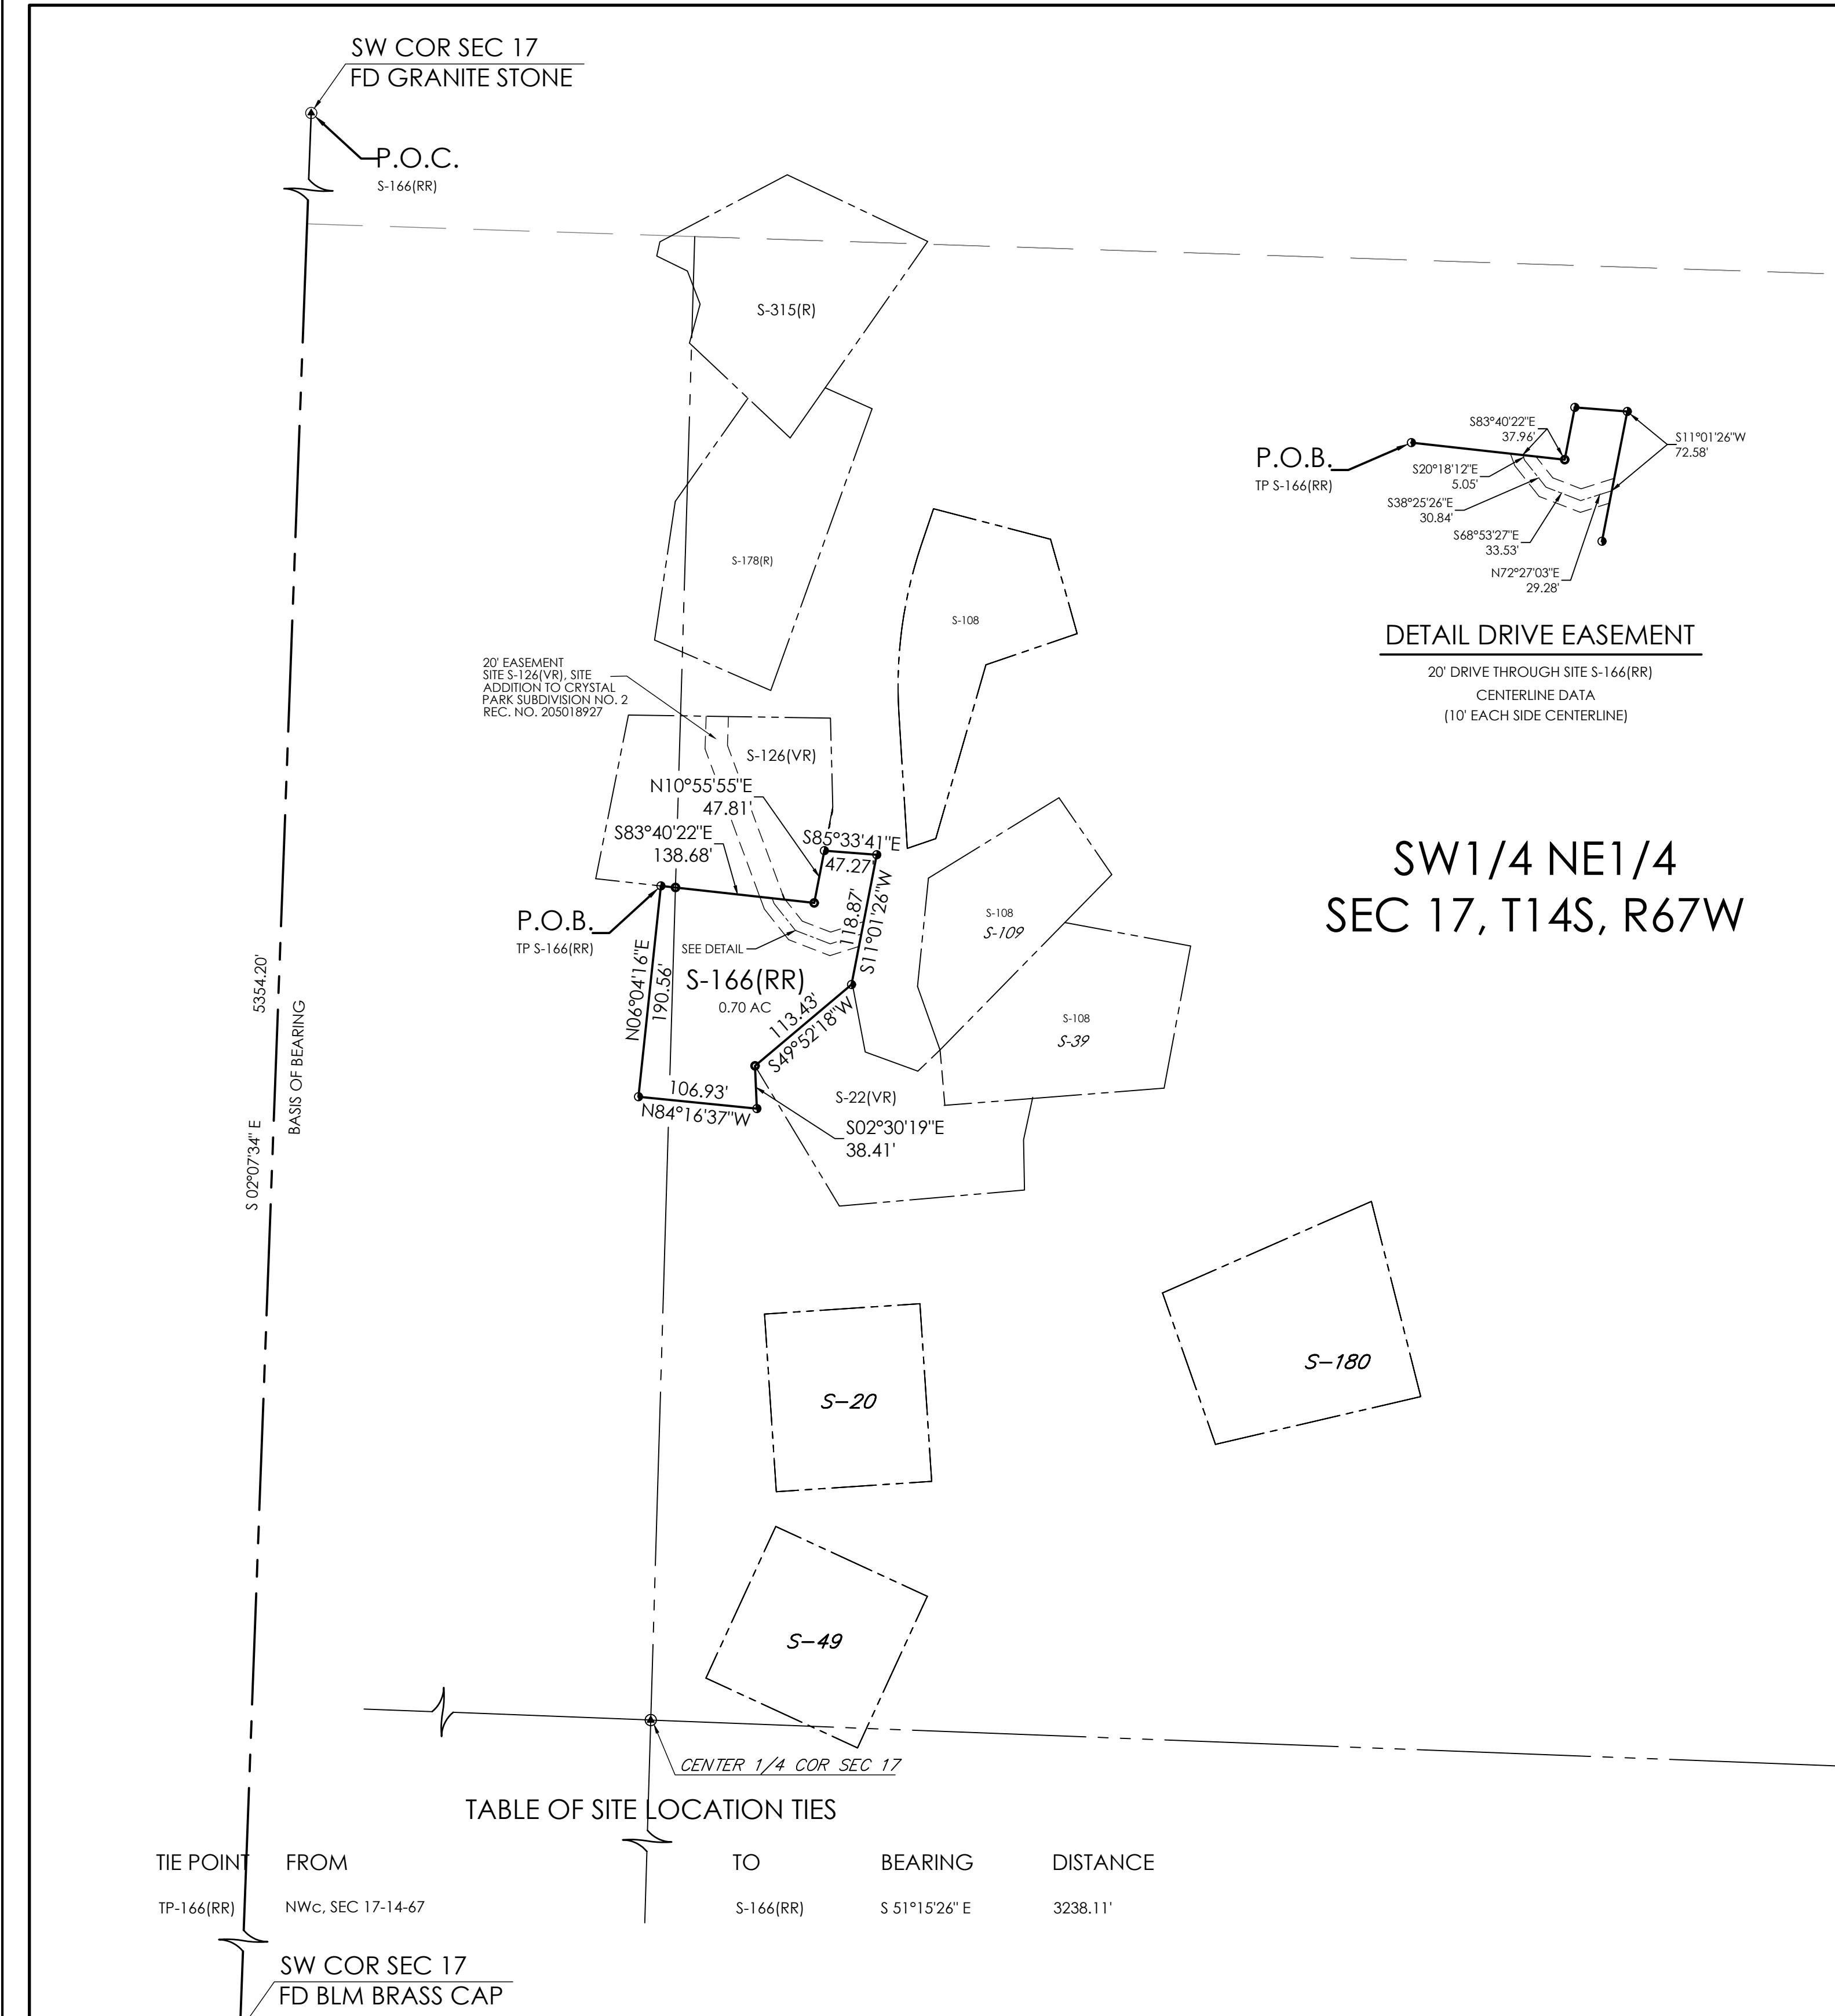 SW COR SEC 17
FD GRANITE STONE
P.O.C.
S-166(RR)
S-315(R)
S-178(R)
S-108
P.O.B.
TP S-166(RR)
S83°40'22"E
37.96'
S20°18'12"E
5.05'
S38°25'26"E
30.84'
S68°53'27"E
33.53'
N72°27'03"E
29.28'
S11°01'26"W
72.58'
DETAIL DRIVE EASEMENT
20' DRIVE THROUGH SITE S-166(RR)
CENTERLINE DATA
(10' EACH SIDE CENTERLINE)
20' EASEMENT
SITE S-126(VR), SITE
ADDITION TO CRYSTAL
PARK SUBDIVISION NO. 2
REC. NO. 205018927
S-126(VR)
N10°55'55"E
47.81'
S83°40'22"E
138.68'
S85°33'41"E
47.27'
118.87'
S11°01'26"W
P.O.B.
TP S-166(RR)
SEE DETAIL
S-166(RR)
0.70 AC
N06°04'16"E
190.56'
113.43'
S49°52'18"W
106.93'
N84°16'37"W
S02°30'19"E
38.41'
S-22(VR)
S-108
S-109
S-108
S-39
SW1/4 NE1/4
SEC 17, T14S, R67W
5354.20'
S 02°07'34" E
BASIS OF BEARING
S-20
S-180
S-49
CENTER 1/4 COR SEC 17
TABLE OF SITE LOCATION TIES
TIE POINT FROM TO BEARING DISTANCE
TP-166(RR) NWc, SEC 17-14-67 S-166(RR) S 51°15'26" E 3238.11'
SW COR SEC 17
FD BLM BRASS CAP